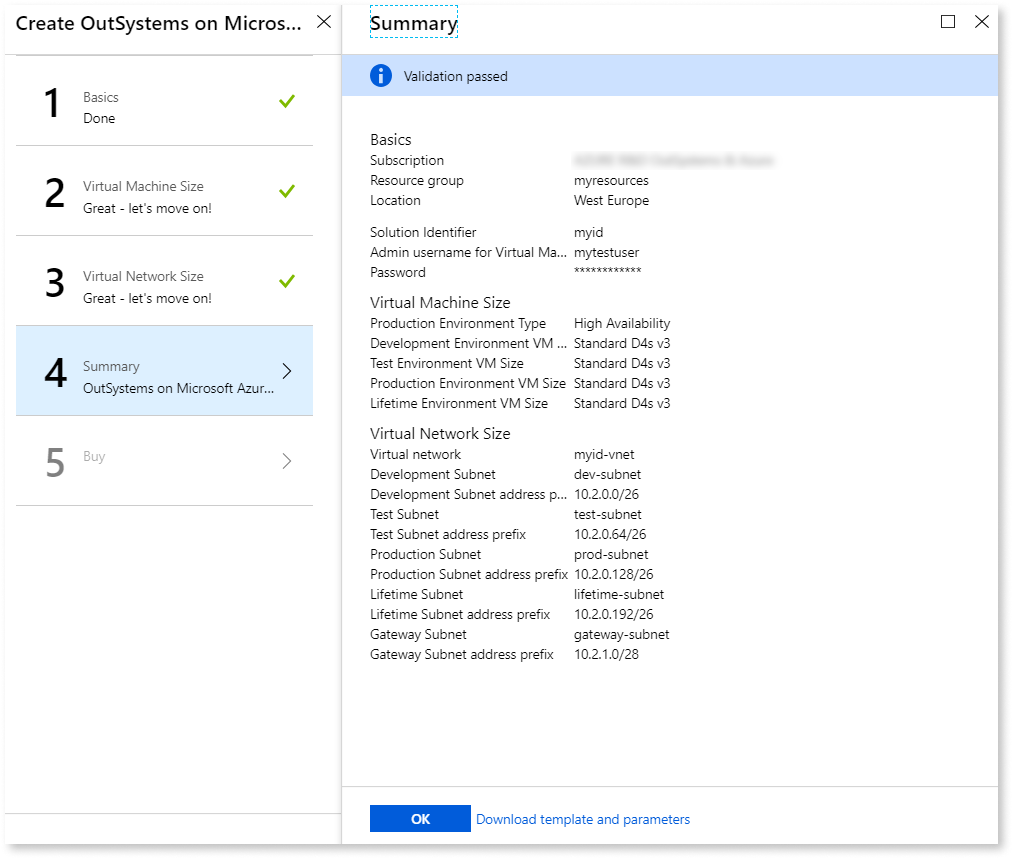 Create OutSystems on Micros...
1
Basics
Done
2
Virtual Machine Size
Great - let's move on!
3
Virtual Network Size
Great - let's move on!
4
Summary
OutSystems on Microsoft Azur...
5
Buy
Summary
Validation passed
Basics
Subscription
Resource group myresources
Location West Europe
Solution Identifier myid
Admin username for Virtual Ma... mytestuser
Password ************
Virtual Machine Size
Production Environment Type High Availability
Development Environment VM ... Standard D4s v3
Test Environment VM Size Standard D4s v3
Production Environment VM Size Standard D4s v3
Lifetime Environment VM Size Standard D4s v3
Virtual Network Size
Virtual network myid-vnet
Development Subnet dev-subnet
Development Subnet address p... 10.2.0.0/26
Test Subnet test-subnet
Test Subnet address prefix 10.2.0.64/26
Production Subnet prod-subnet
Production Subnet address prefix 10.2.0.128/26
Lifetime Subnet lifetime-subnet
Lifetime Subnet address prefix 10.2.0.192/26
Gateway Subnet gateway-subnet
Gateway Subnet address prefix 10.2.1.0/28
OK Download template and parameters